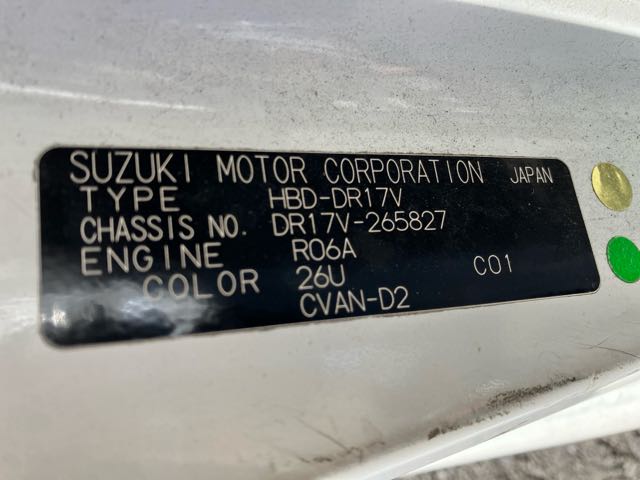 SUZUKI MOTOR CORPORATION JAPAN
TYPE HBD-DR17V
CHASSIS NO. DR17V-265827
ENGINE R06A
COLOR 26U C01
CVAN-D2